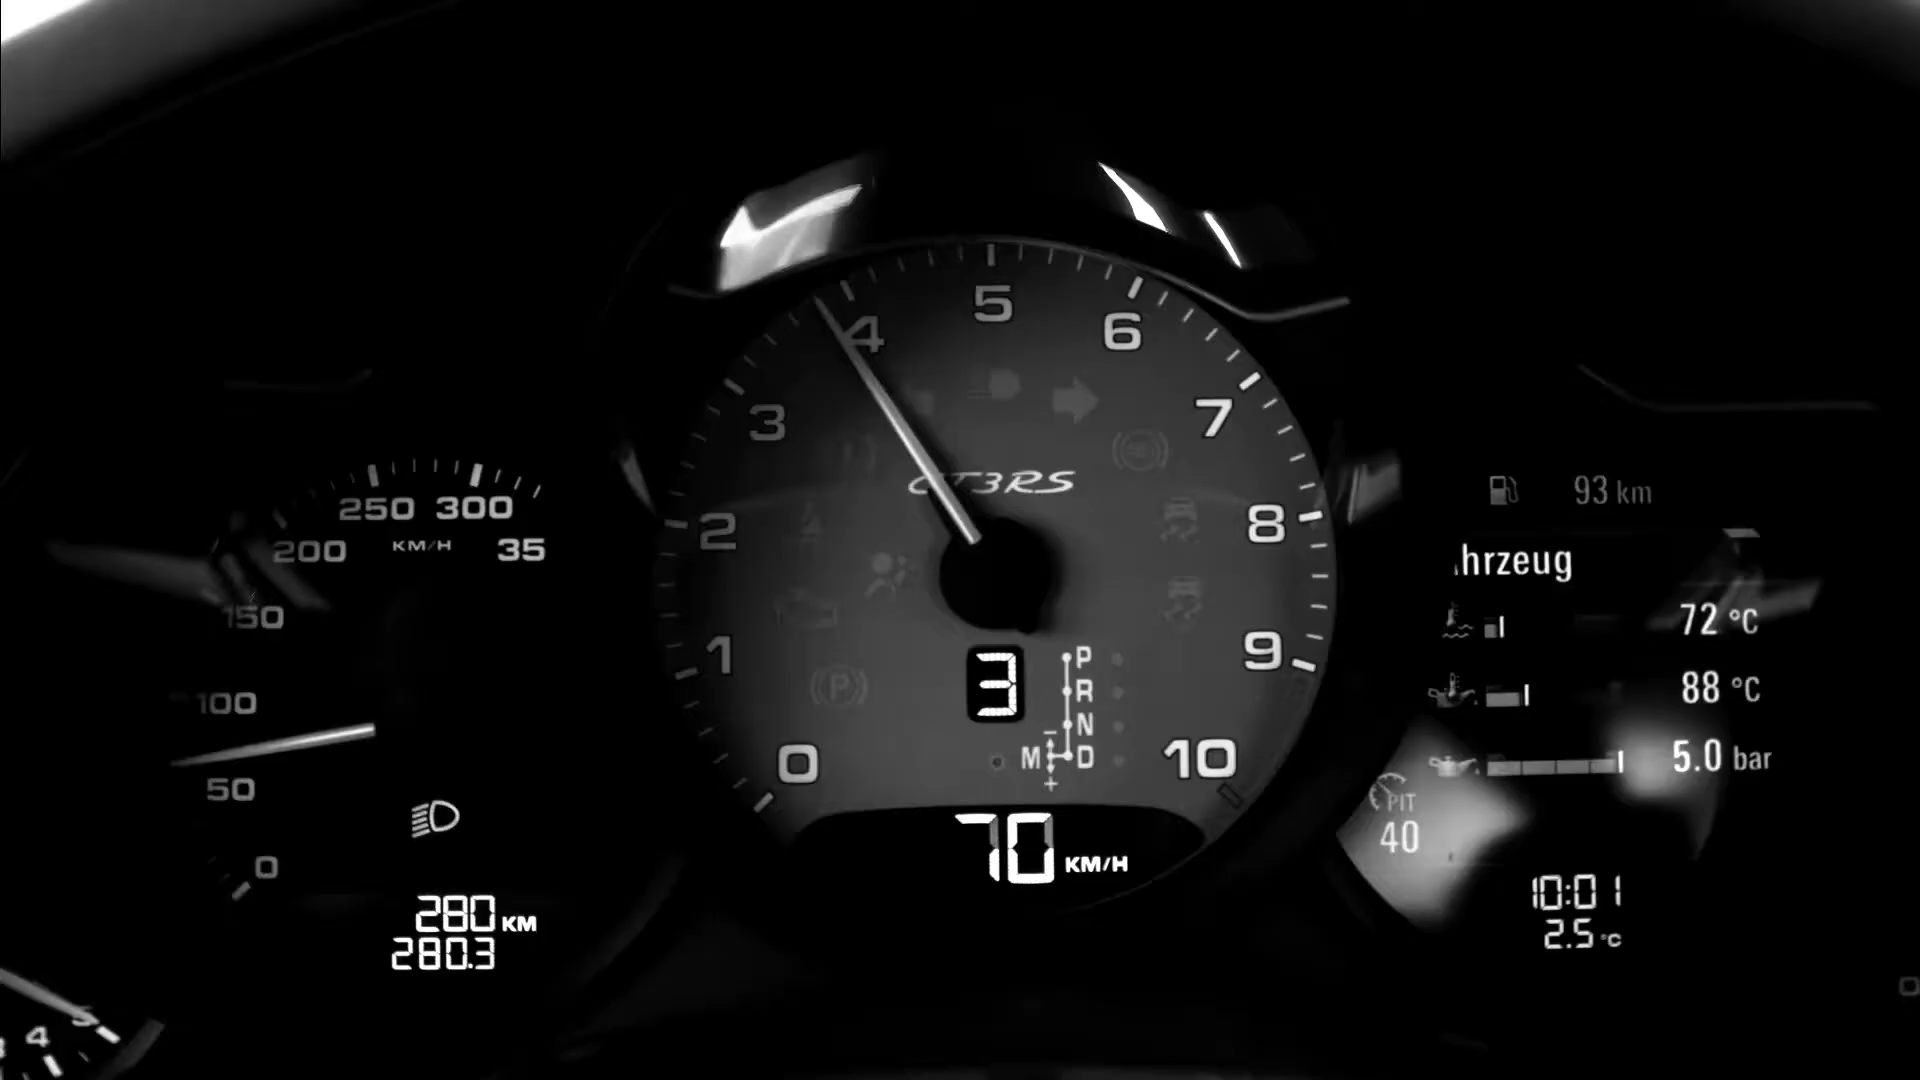 250 300
200 KM/H 35
150
100
50
0
280 KM
280.3
4 5
5
4 6
3 7
GT3RS
2 8
1 9
0 10
3
P
R
N
M D
-
+
70 KM/H
93 km
hrzeug
72 °C
88 °C
5.0 bar
PIT
40
10:01
2.5 °C